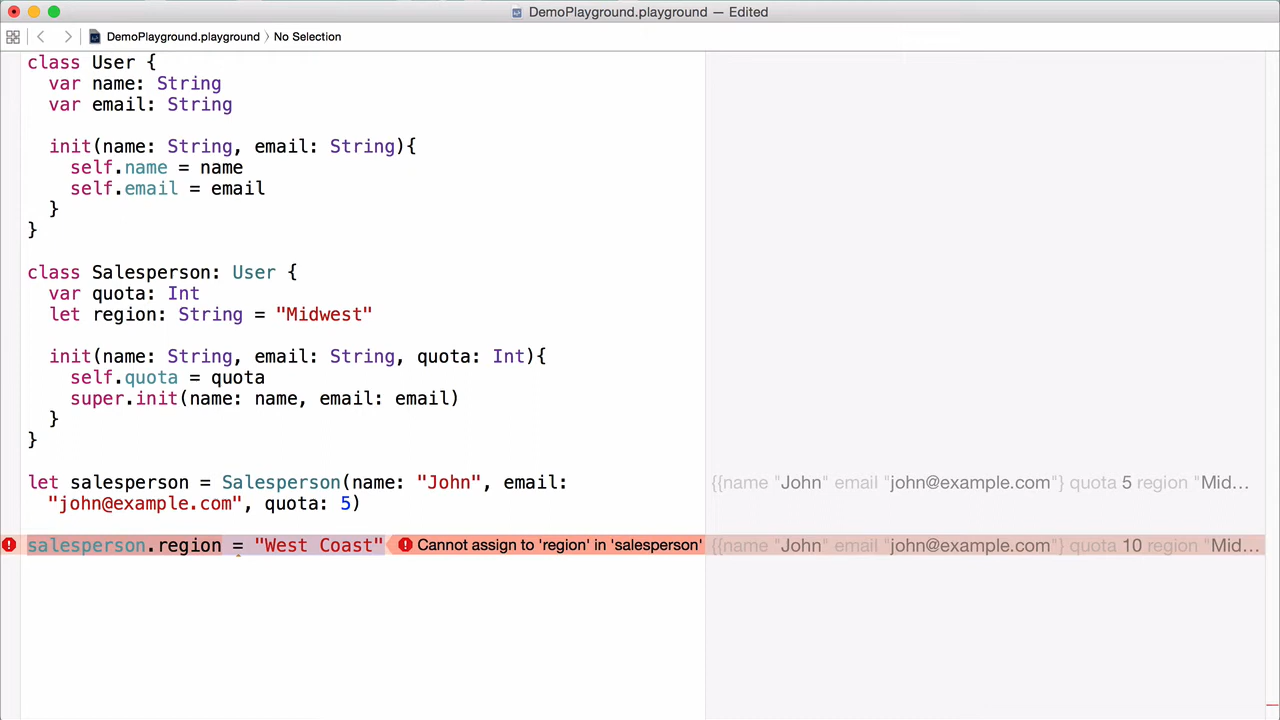 DemoPlayground.playground — Edited
DemoPlayground.playground 〉 No Selection
class User {
  var name: String
  var email: String

  init(name: String, email: String){
    self.name = name
    self.email = email
  }
}

class Salesperson: User {
  var quota: Int
  let region: String = "Midwest"

  init(name: String, email: String, quota: Int){
    self.quota = quota
    super.init(name: name, email: email)
  }
}

let salesperson = Salesperson(name: "John", email:
  "john@example.com", quota: 5)
{{name "John" email "john@example.com"} quota 5 region "Mid…

salesperson.region = "West Coast"
Cannot assign to 'region' in 'salesperson'
{{name "John" email "john@example.com"} quota 10 region "Mid…